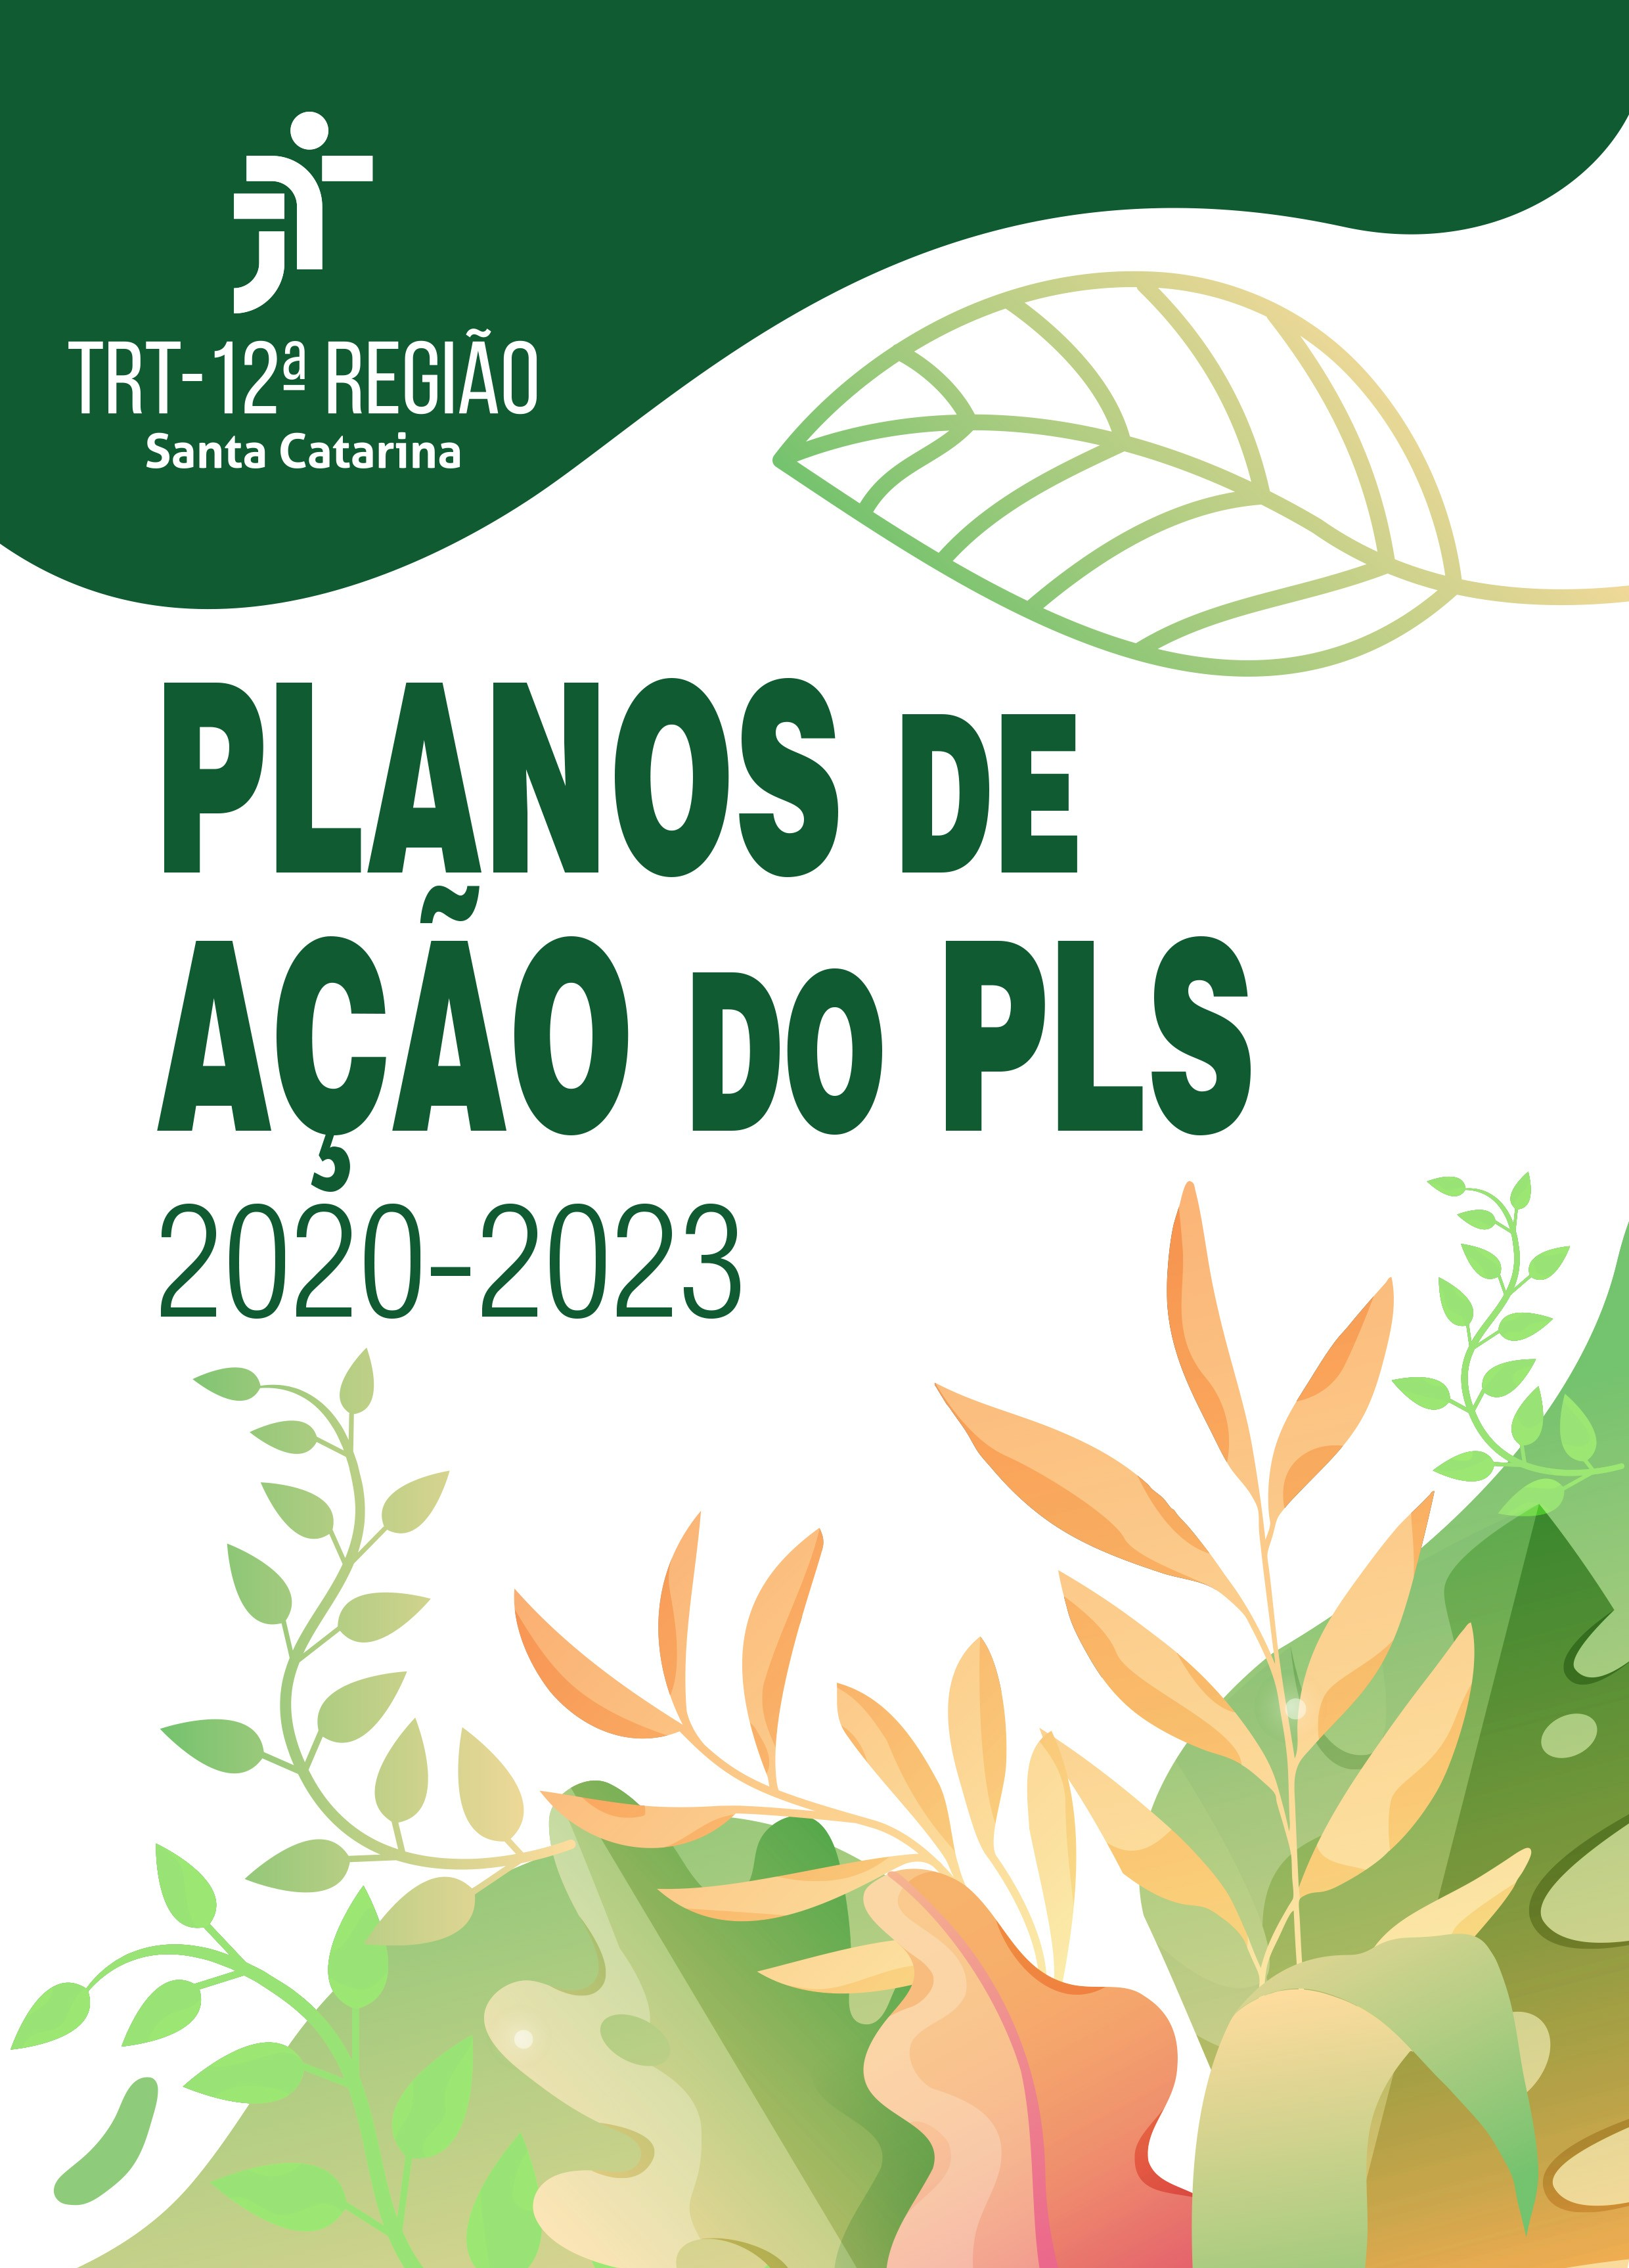 TRT-12ª REGIÃO
Santa Catarina
PLANOS DE
AÇÃO DO PLS
2020-2023